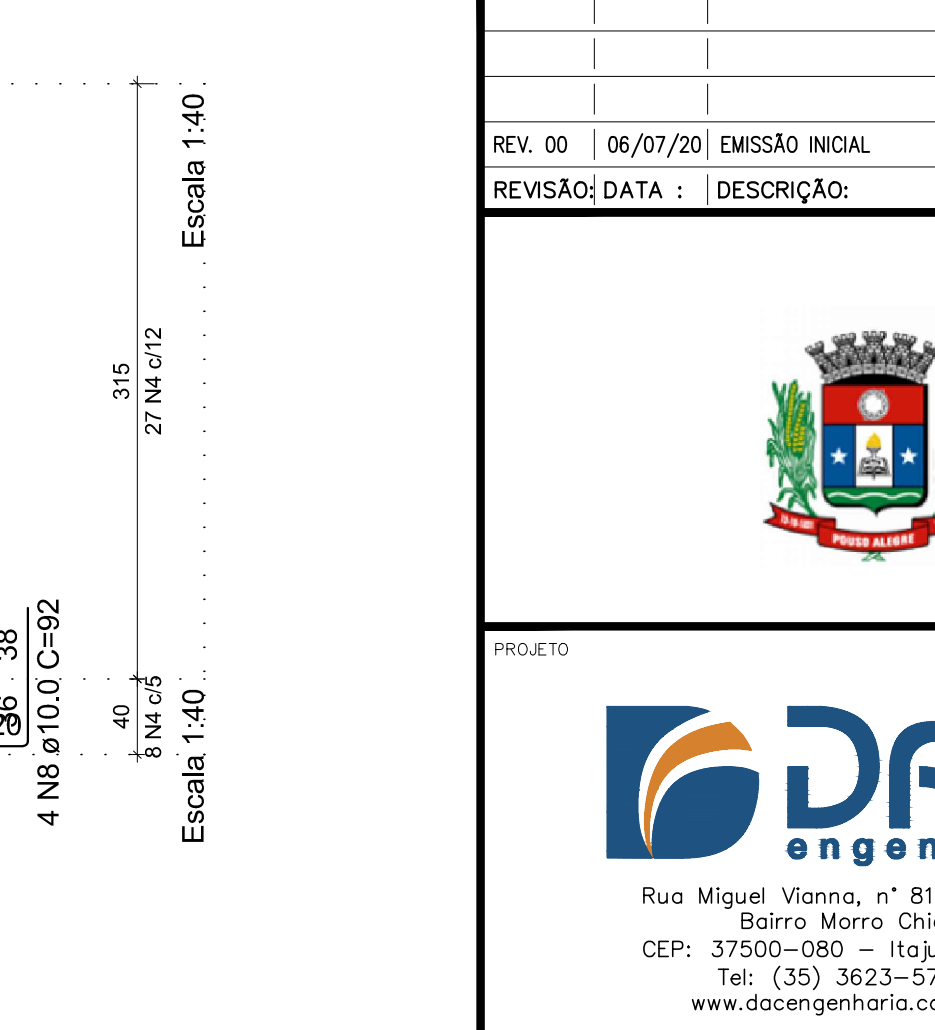 Escala 1:40
315
27 N4 c/12
38
4 N8 ø10.0 C=92
40
8 N4 c/5
Escala 1:40
REV. 00 06/07/20 EMISSÃO INICIAL
REVISÃO: DATA : DESCRIÇÃO:
POUSO ALEGRE
PROJETO
DA
engen
Rua Miguel Vianna, n° 81
Bairro Morro Chi
CEP: 37500-080 - Itaju
Tel: (35) 3623-57
www.dacengenharia.co